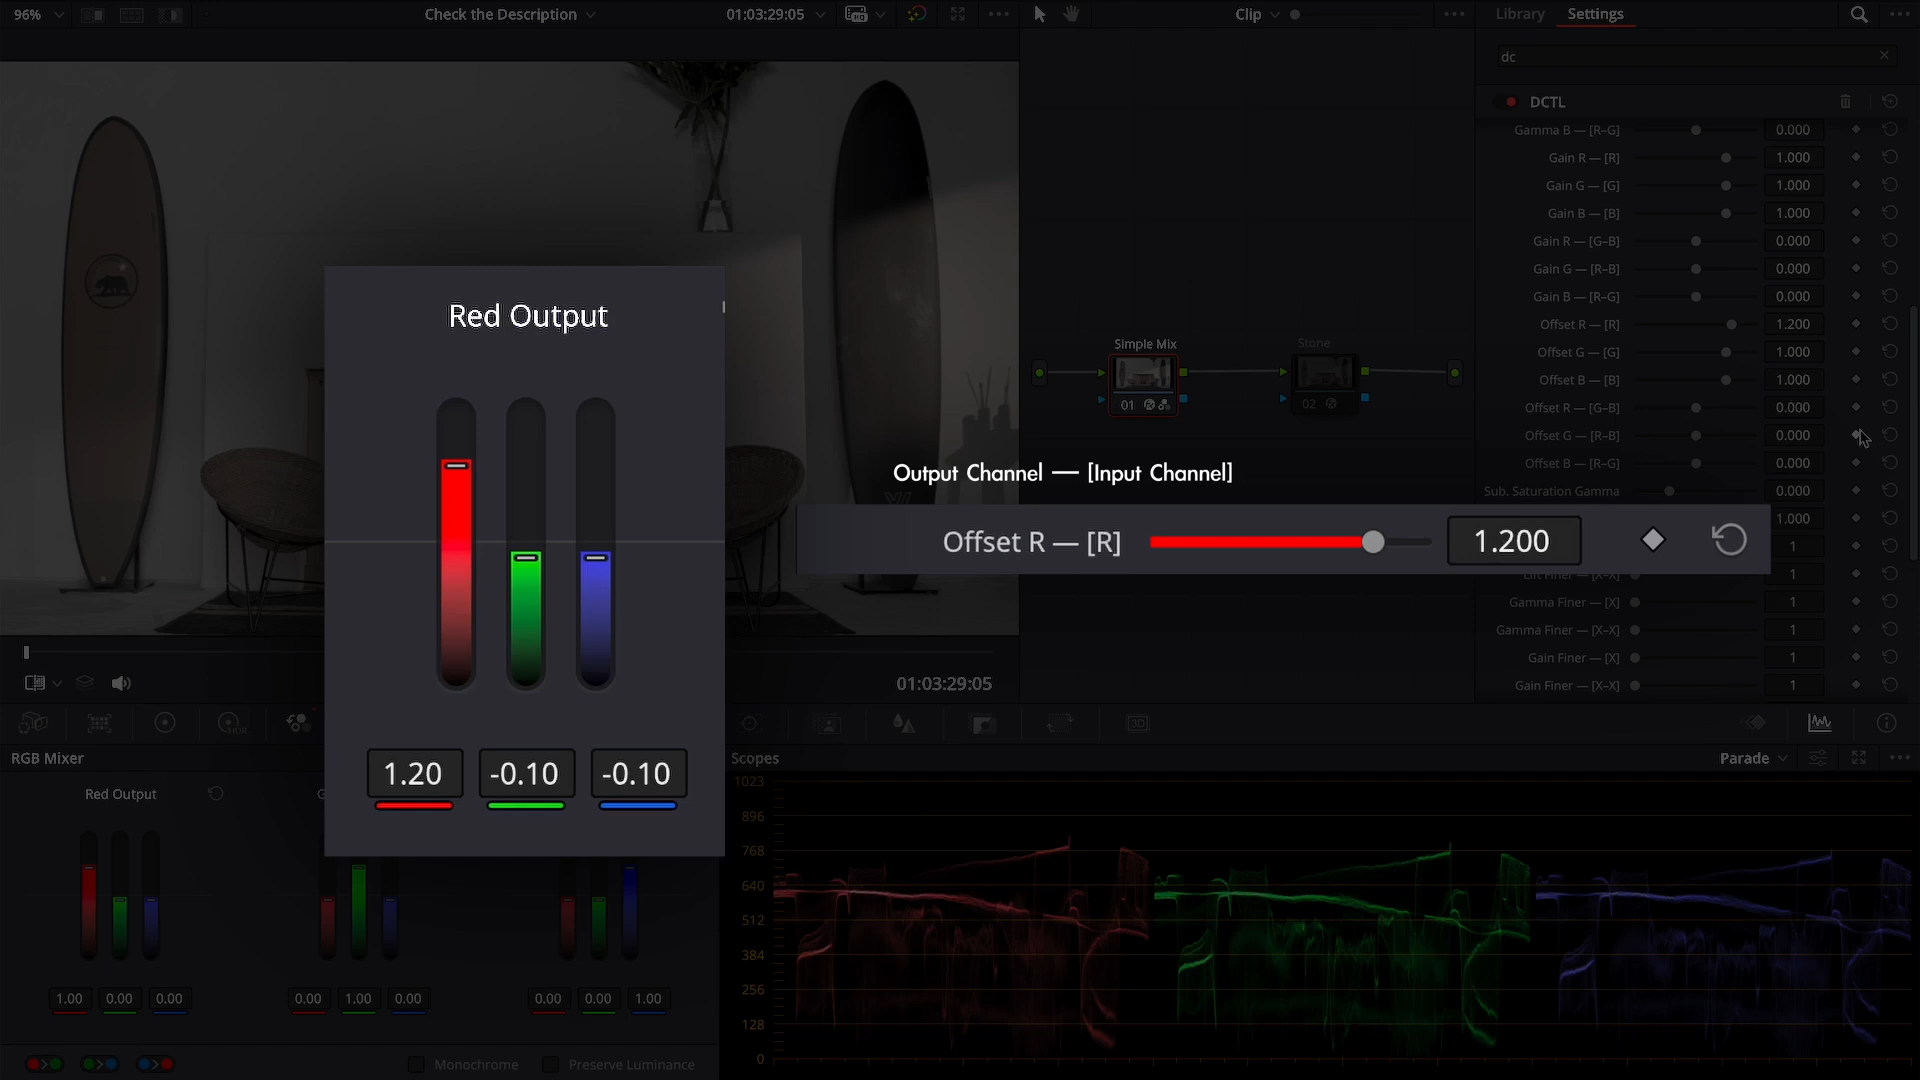 96%
Check the Description
01:03:29:05
HQ
Clip
Library
Settings
dc
DCTL
Gamma B — [R–G]
0.000
Gain R — [R]
1.000
Gain G — [G]
1.000
Gain B — [B]
1.000
Gain R — [G–B]
0.000
Gain G — [R–B]
0.000
Gain B — [R–G]
0.000
Offset R — [R]
1.200
Offset G — [G]
1.000
Offset B — [B]
1.000
Offset R — [G–B]
0.000
Offset G — [R–B]
0.000
Offset B — [R–G]
0.000
Sub. Saturation Gamma
0.000
1.000
1
Lift Finer — [X–X]
1
Gamma Finer — [X]
1
Gamma Finer — [X–X]
1
Gain Finer — [X]
1
Gain Finer — [X–X]
1
Simple Mix
01
Stone
02
Red Output
1.20
-0.10
-0.10
Output Channel — [Input Channel]
Offset R — [R]
1.200
01:03:29:05
HDR
3D
RGB Mixer
Red Output
G
1.00
0.00
0.00
0.00
1.00
0.00
0.00
0.00
1.00
Monochrome
Preserve Luminance
Scopes
Parade
1023
896
768
640
512
384
256
128
0